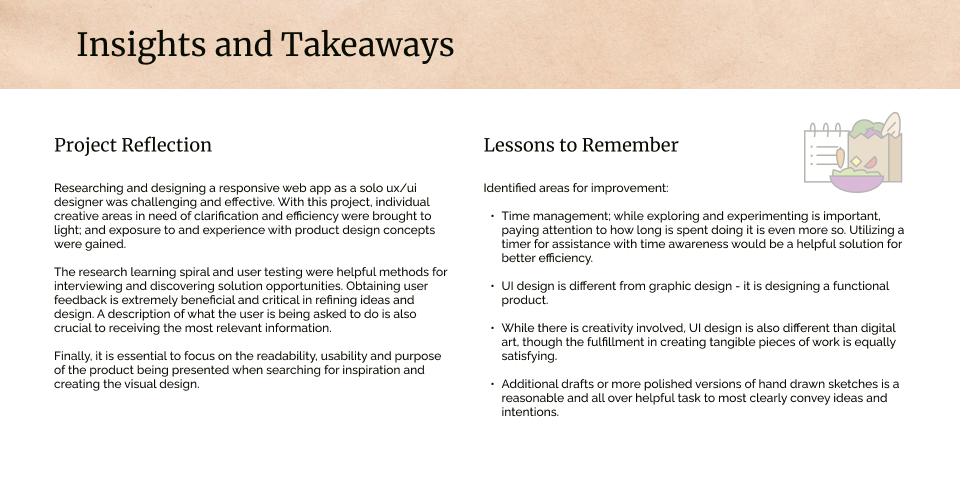 Insights and Takeaways
Project Reflection
Researching and designing a responsive web app as a solo ux/ui
designer was challenging and effective. With this project, individual
creative areas in need of clarification and efficiency were brought to
light; and exposure to and experience with product design concepts
were gained.
The research learning spiral and user testing were helpful methods for
interviewing and discovering solution opportunities. Obtaining user
feedback is extremely beneficial and critical in refining ideas and
design. A description of what the user is being asked to do is also
crucial to receiving the most relevant information.
Finally, it is essential to focus on the readability, usability and purpose
of the product being presented when searching for inspiration and
creating the visual design.
Lessons to Remember
Identified areas for improvement:
• Time management; while exploring and experimenting is important,
paying attention to how long is spent doing it is even more so. Utilizing a
timer for assistance with time awareness would be a helpful solution for
better efficiency.
• UI design is different from graphic design - it is designing a functional
product.
• While there is creativity involved, UI design is also different than digital
art, though the fulfillment in creating tangible pieces of work is equally
satisfying.
• Additional drafts or more polished versions of hand drawn sketches is a
reasonable and all over helpful task to most clearly convey ideas and
intentions.